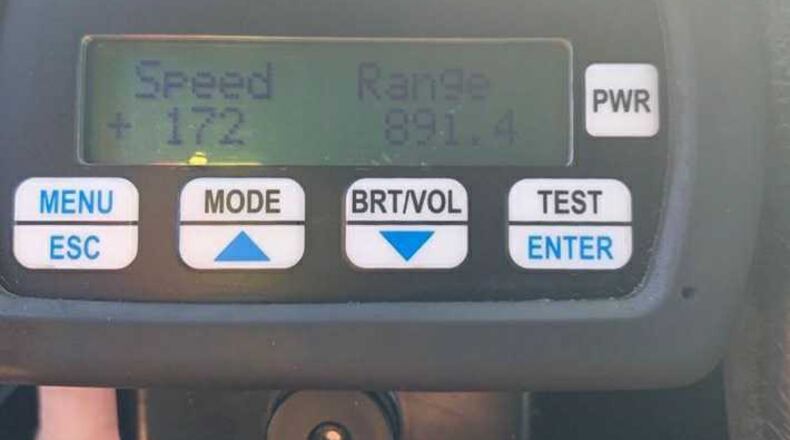 Speed Range
+ 172 891.4
PWR
MENU MODE BRT/VOL TEST
ESC ENTER